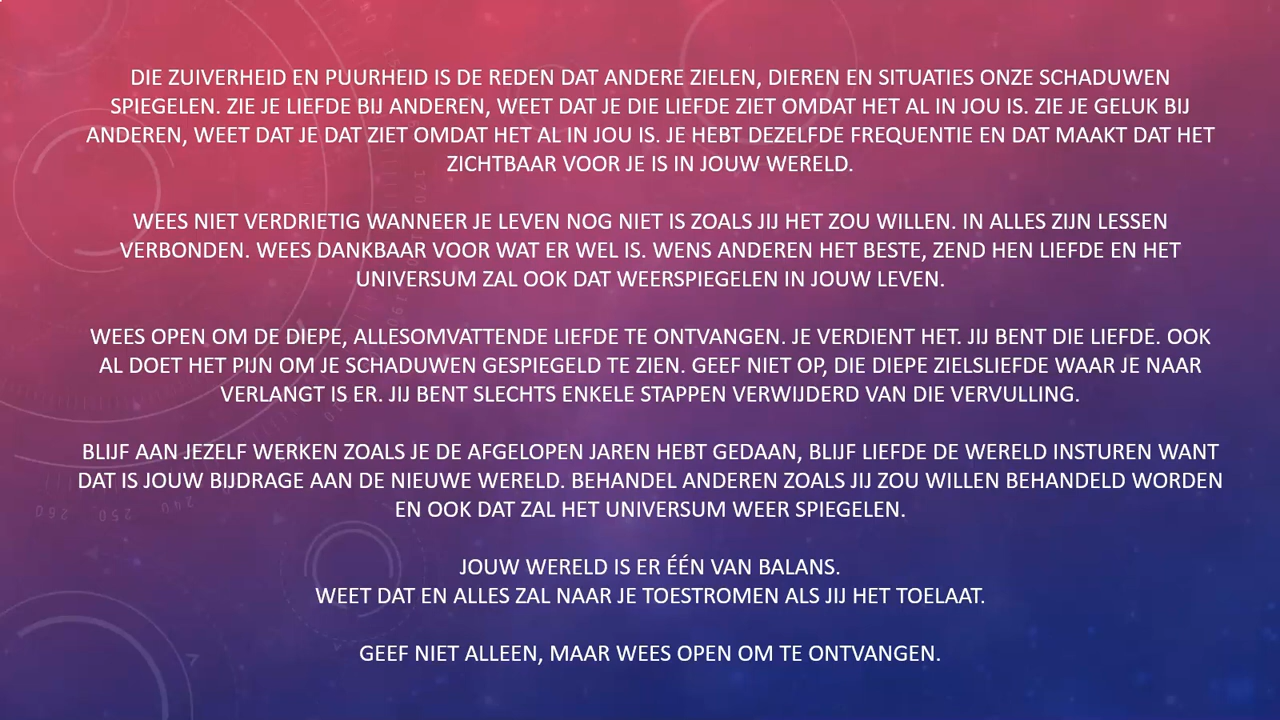 DIE ZUIVERHEID EN PUURHEID IS DE REDEN DAT ANDERE ZIELEN, DIEREN EN SITUATIES ONZE SCHADUWEN
SPIEGELEN. ZIE JE LIEFDE BIJ ANDEREN, WEET DAT JE DIE LIEFDE ZIET OMDAT HET AL IN JOU IS. ZIE JE GELUK BIJ
ANDEREN, WEET DAT JE DAT ZIET OMDAT HET AL IN JOU IS. JE HEBT DEZELFDE FREQUENTIE EN DAT MAAKT DAT HET
ZICHTBAAR VOOR JE IS IN JOUW WERELD.
WEES NIET VERDRIETIG WANNEER JE LEVEN NOG NIET IS ZOALS JIJ HET ZOU WILLEN. IN ALLES ZIJN LESSEN
VERBONDEN. WEES DANKBAAR VOOR WAT ER WEL IS. WENS ANDEREN HET BESTE, ZEND HEN LIEFDE EN HET
UNIVERSUM ZAL OOK DAT WEERSPIEGELEN IN JOUW LEVEN.
WEES OPEN OM DE DIEPE, ALLESOMVATTENDE LIEFDE TE ONTVANGEN. JE VERDIENT HET. JIJ BENT DIE LIEFDE. OOK
AL DOET HET PIJN OM JE SCHADUWEN GESPIEGELD TE ZIEN. GEEF NIET OP, DIE DIEPE ZIELSLIEFDE WAAR JE NAAR
VERLANGT IS ER. JIJ BENT SLECHTS ENKELE STAPPEN VERWIJDERD VAN DIE VERVULLING.
BLIJF AAN JEZELF WERKEN ZOALS JE DE AFGELOPEN JAREN HEBT GEDAAN, BLIJF LIEFDE DE WERELD INSTUREN WANT
DAT IS JOUW BIJDRAGE AAN DE NIEUWE WERELD. BEHANDEL ANDEREN ZOALS JIJ ZOU WILLEN BEHANDELD WORDEN
EN OOK DAT ZAL HET UNIVERSUM WEER SPIEGELEN.
JOUW WERELD IS ER ÉÉN VAN BALANS.
WEET DAT EN ALLES ZAL NAAR JE TOESTROMEN ALS JIJ HET TOELAAT.
GEEF NIET ALLEEN, MAAR WEES OPEN OM TE ONTVANGEN.
170
190
240
250
260